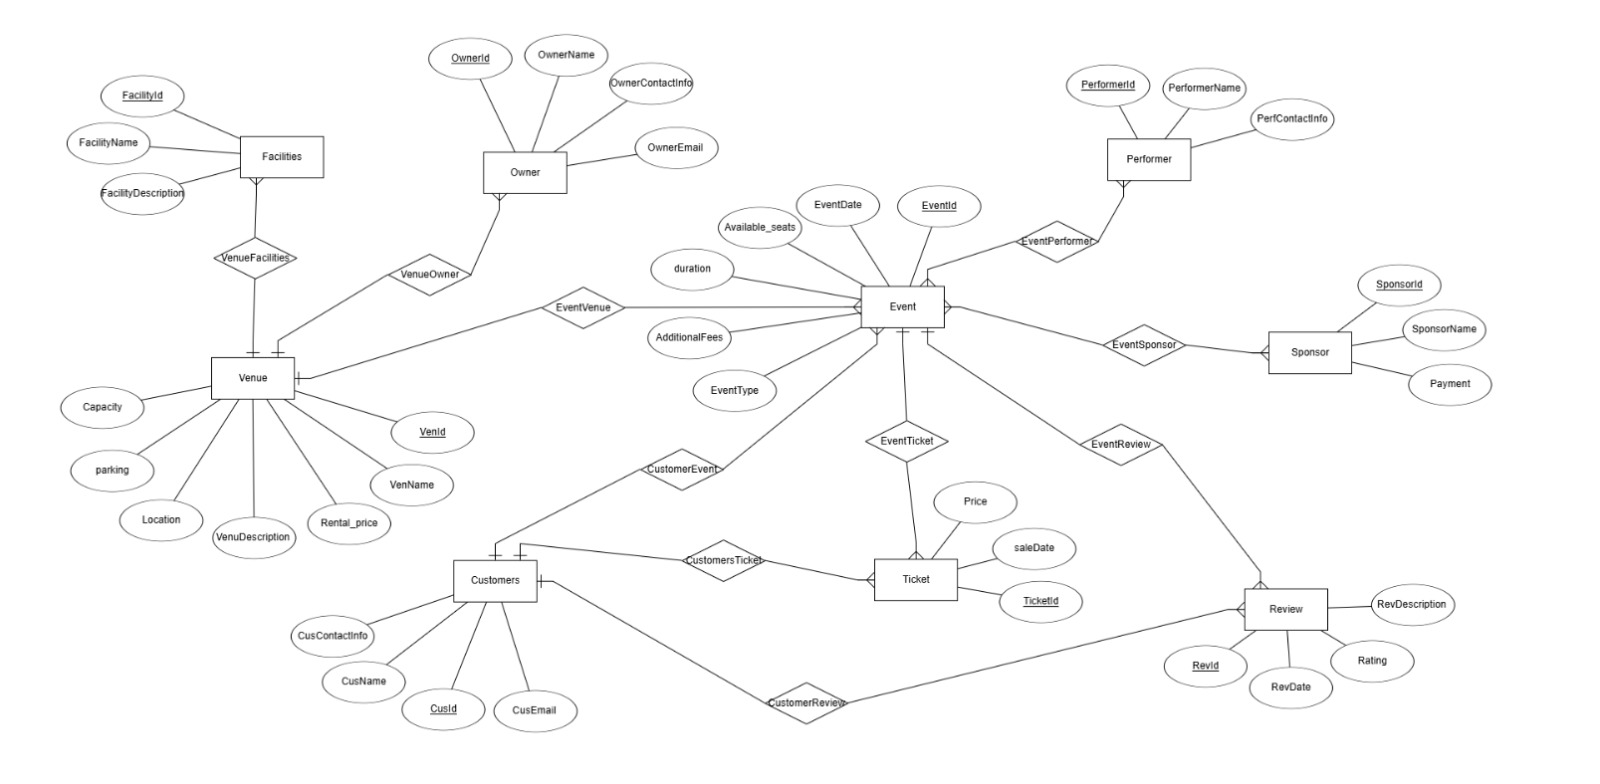 OwnerId
OwnerName
OwnerContactInfo
OwnerEmail
Owner
FacilityId
FacilityName
FacilityDescription
Facilities
PerformerId
PerformerName
PerfContactInfo
Performer
VenueFacilities
VenueOwner
EventVenue
Available_seats
EventDate
EventId
duration
AdditionalFees
EventType
Event
EventPerformer
SponsorId
SponsorName
Payment
Sponsor
EventSponsor
Venue
Capacity
parking
Location
VenuDescription
Rental_price
VenName
VenId
CustomerEvent
EventTicket
EventReview
Price
saleDate
TicketId
Ticket
CustomersTicket
Customers
CusContactInfo
CusName
CusId
CusEmail
CustomerReview
Review
RevDescription
Rating
RevDate
RevId